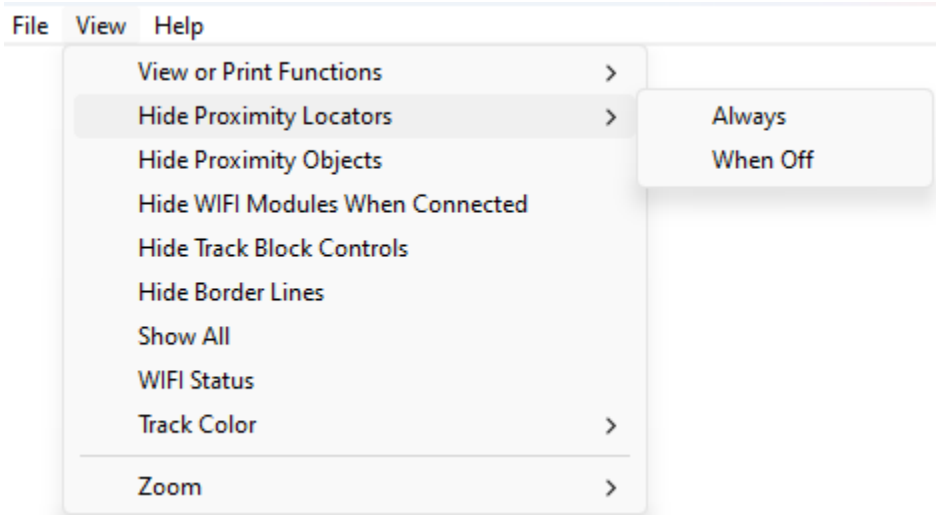 File View Help
View or Print Functions
Hide Proximity Locators
Always
When Off
Hide Proximity Objects
Hide WIFI Modules When Connected
Hide Track Block Controls
Hide Border Lines
Show All
WIFI Status
Track Color
Zoom